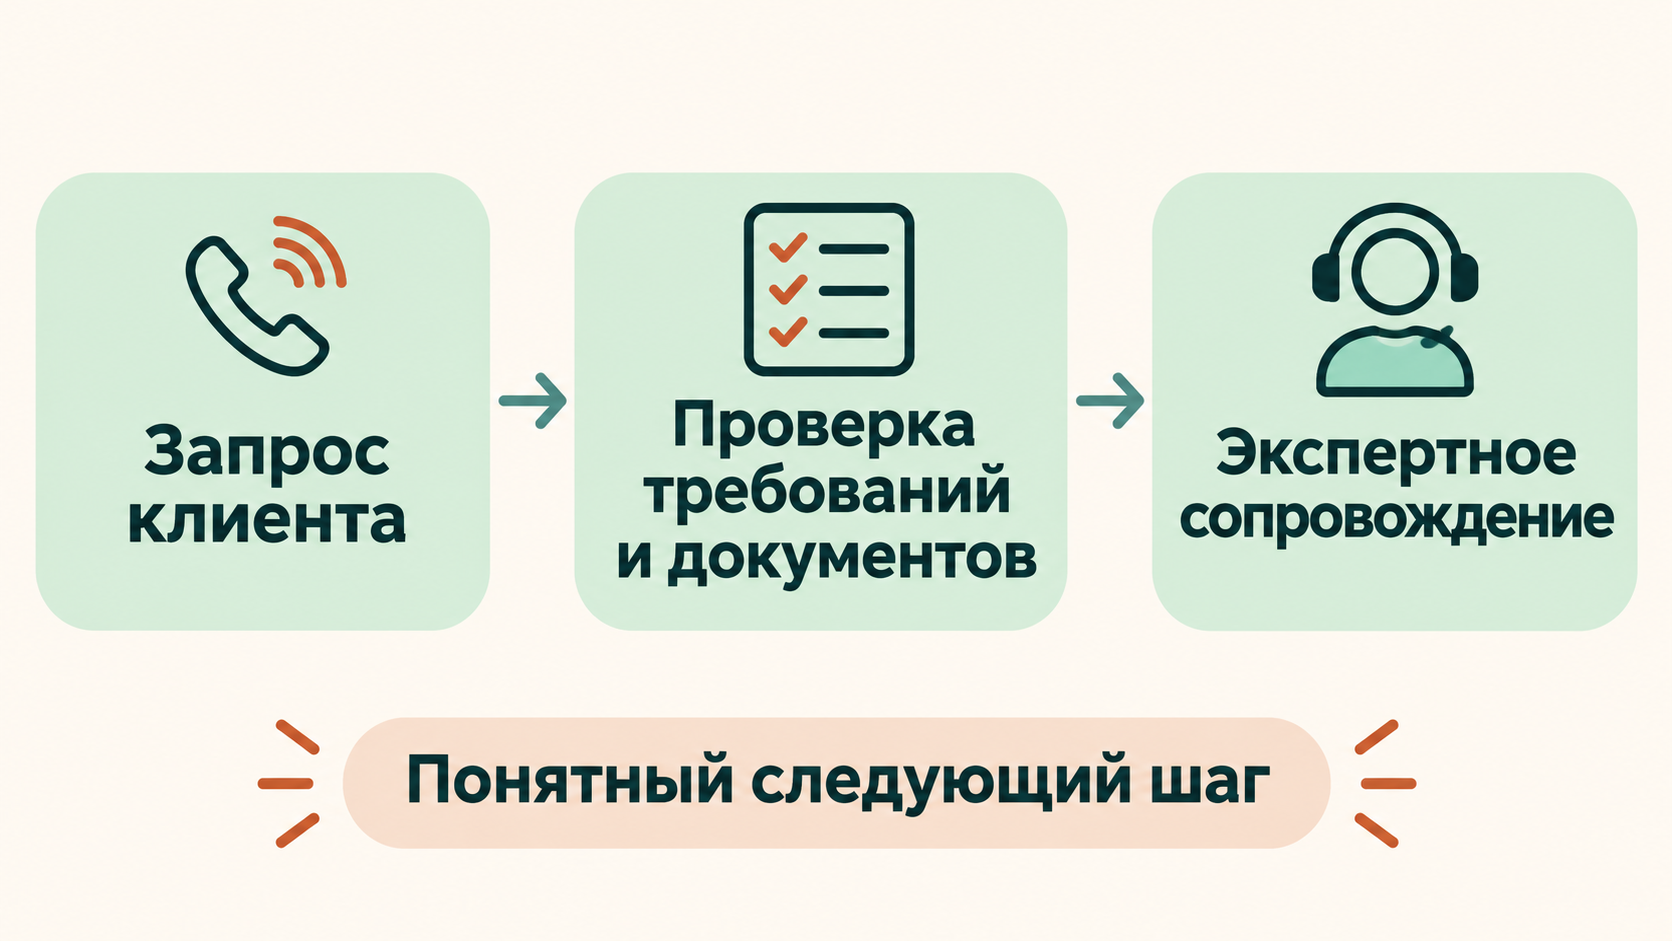 Запрос
клиента
Проверка
требований
и документов
Экспертное
сопровождение
Понятный следующий шаг